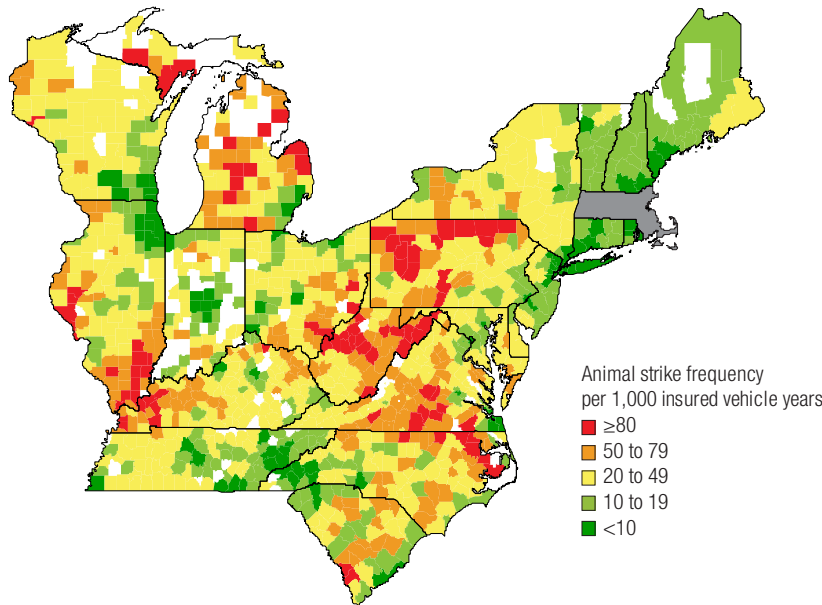 Animal strike frequency
per 1,000 insured vehicle years
≥80
50 to 79
20 to 49
10 to 19
<10